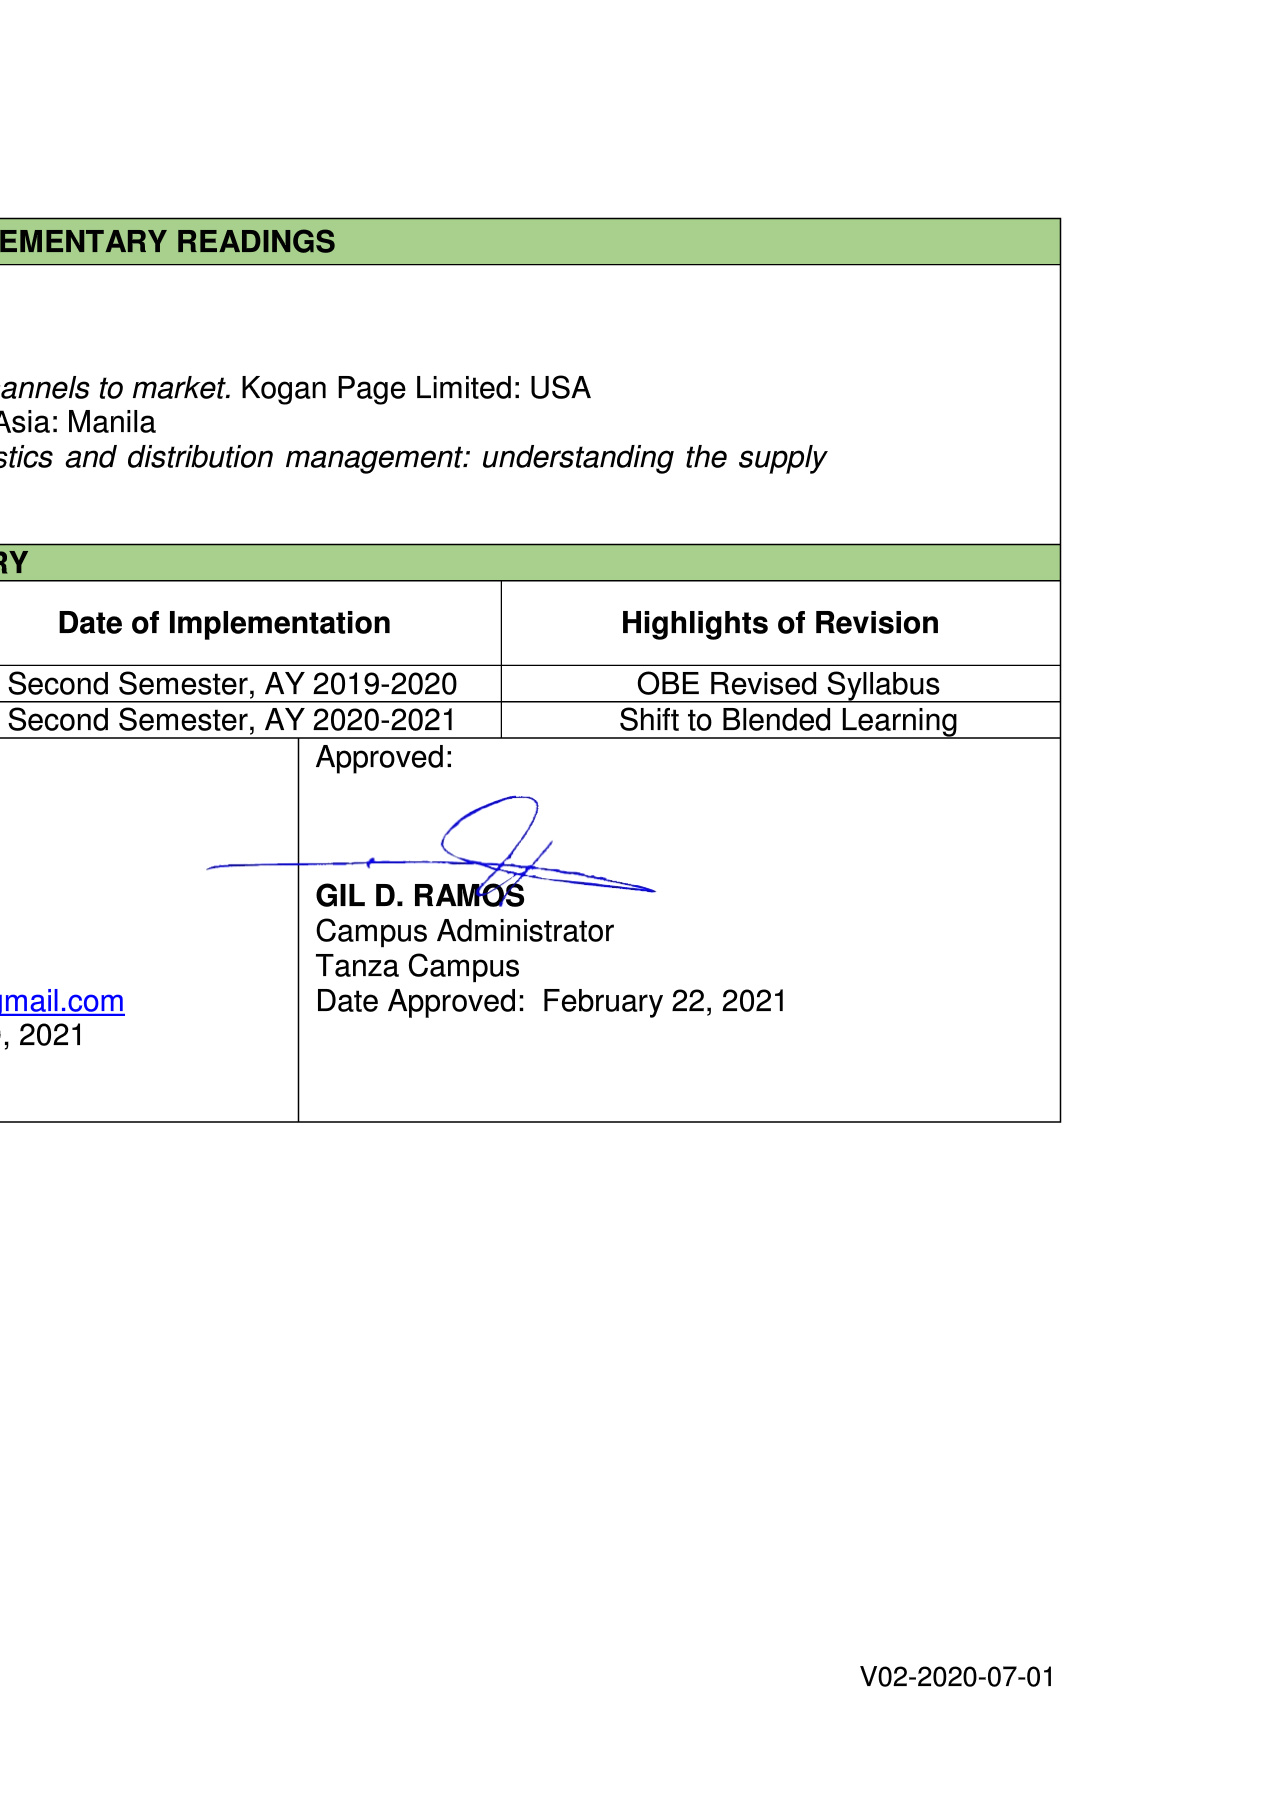 EMENTARY READINGS
annels to market. Kogan Page Limited: USA
Asia: Manila
stics and distribution management: understanding the supply
RY
Date of Implementation Highlights of Revision
Second Semester, AY 2019-2020 OBE Revised Syllabus
Second Semester, AY 2020-2021 Shift to Blended Learning
Approved:
GIL D. RAMOS
Campus Administrator
Tanza Campus
gmail.com Date Approved: February 22, 2021
, 2021
V02-2020-07-01